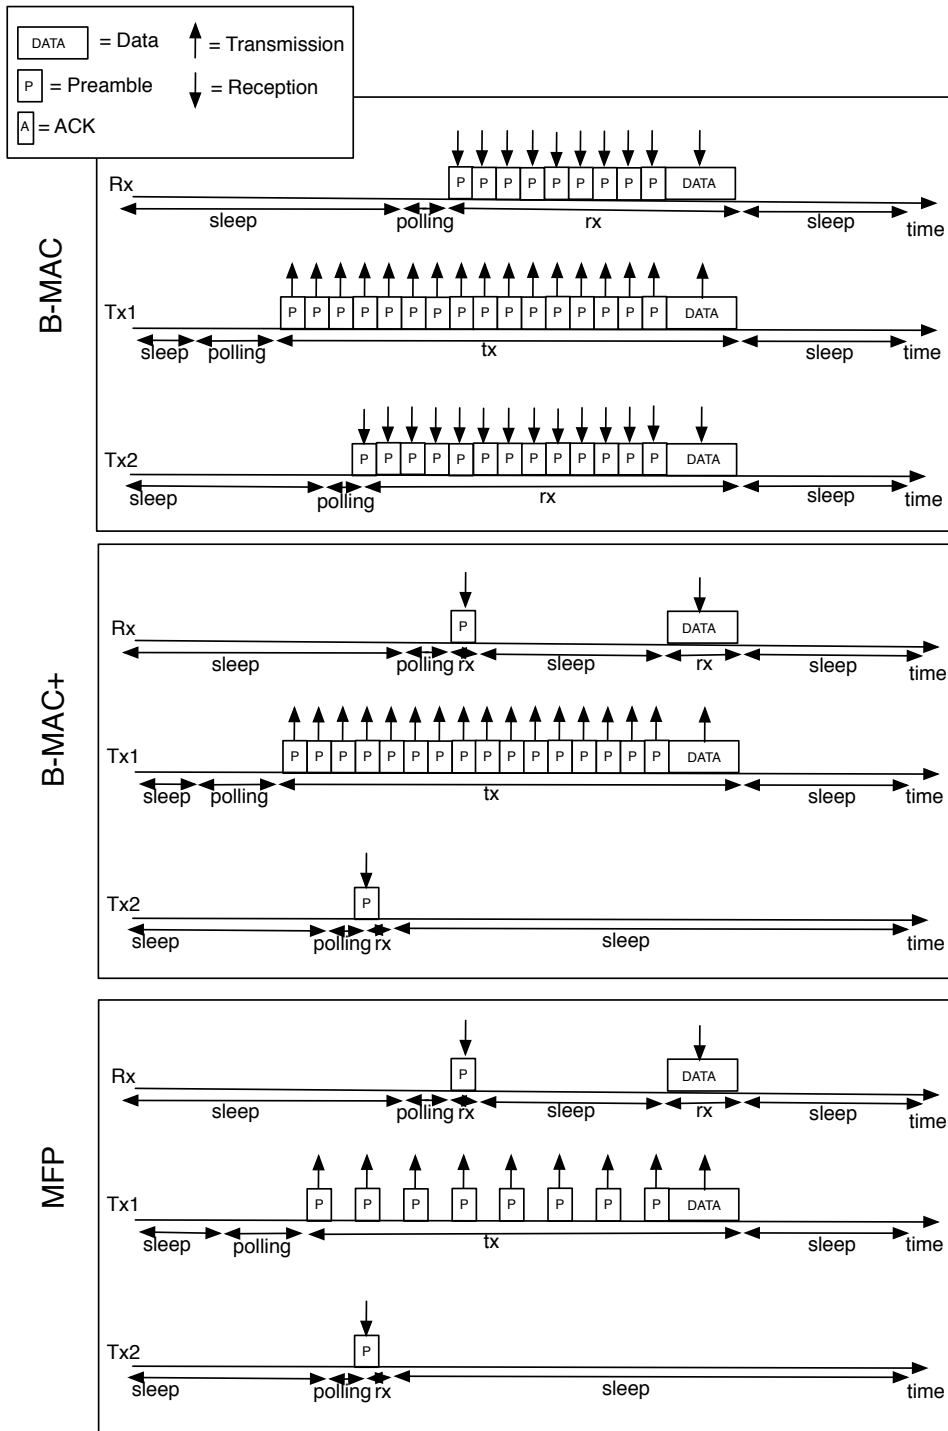 DATA = Data
= Transmission
P = Preamble
= Reception
A = ACK
B-MAC
Rx
P P P P P P P P P DATA
sleep polling rx sleep time
Tx1
P P P P P P P P P P P P P P P P DATA
sleep polling tx sleep time
Tx2
P P P P P P P P P P P P P DATA
sleep polling rx sleep time
B-MAC+
Rx
P DATA
sleep polling rx sleep rx sleep time
Tx1
P P P P P P P P P P P P P P P P DATA
sleep polling tx sleep time
Tx2
P
sleep polling rx sleep time
MFP
Rx
P DATA
sleep polling rx sleep rx sleep time
Tx1
P P P P P P P P DATA
sleep polling tx sleep time
Tx2
P
sleep polling rx sleep time